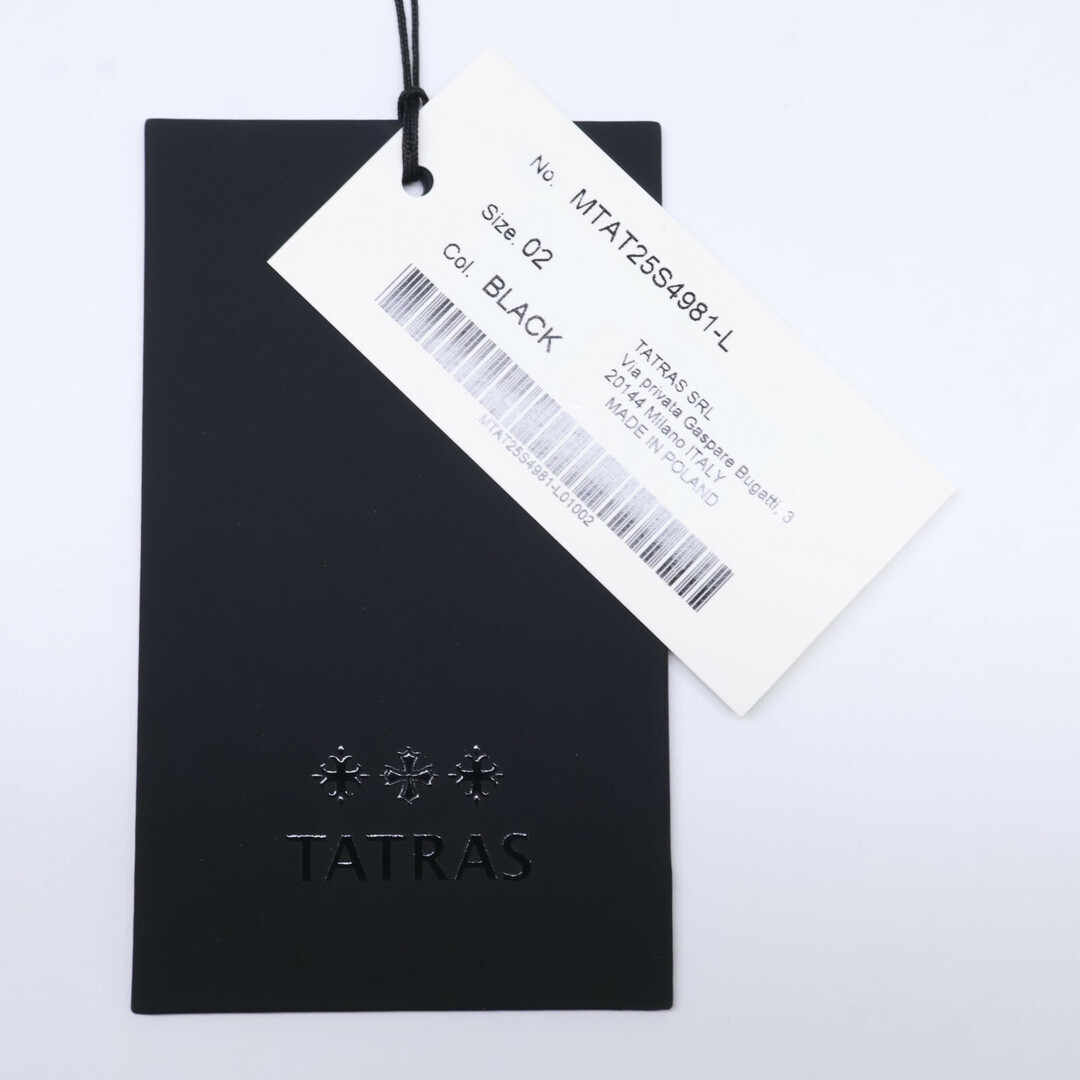 No. MTAT25S4981-L
Size. 02
Col. BLACK
TATRAS SRL
Via privata Gaspare Bugatti, 3
20144 Milano ITALY
MADE IN POLAND
MTAT25S4981-L01002
TATRAS